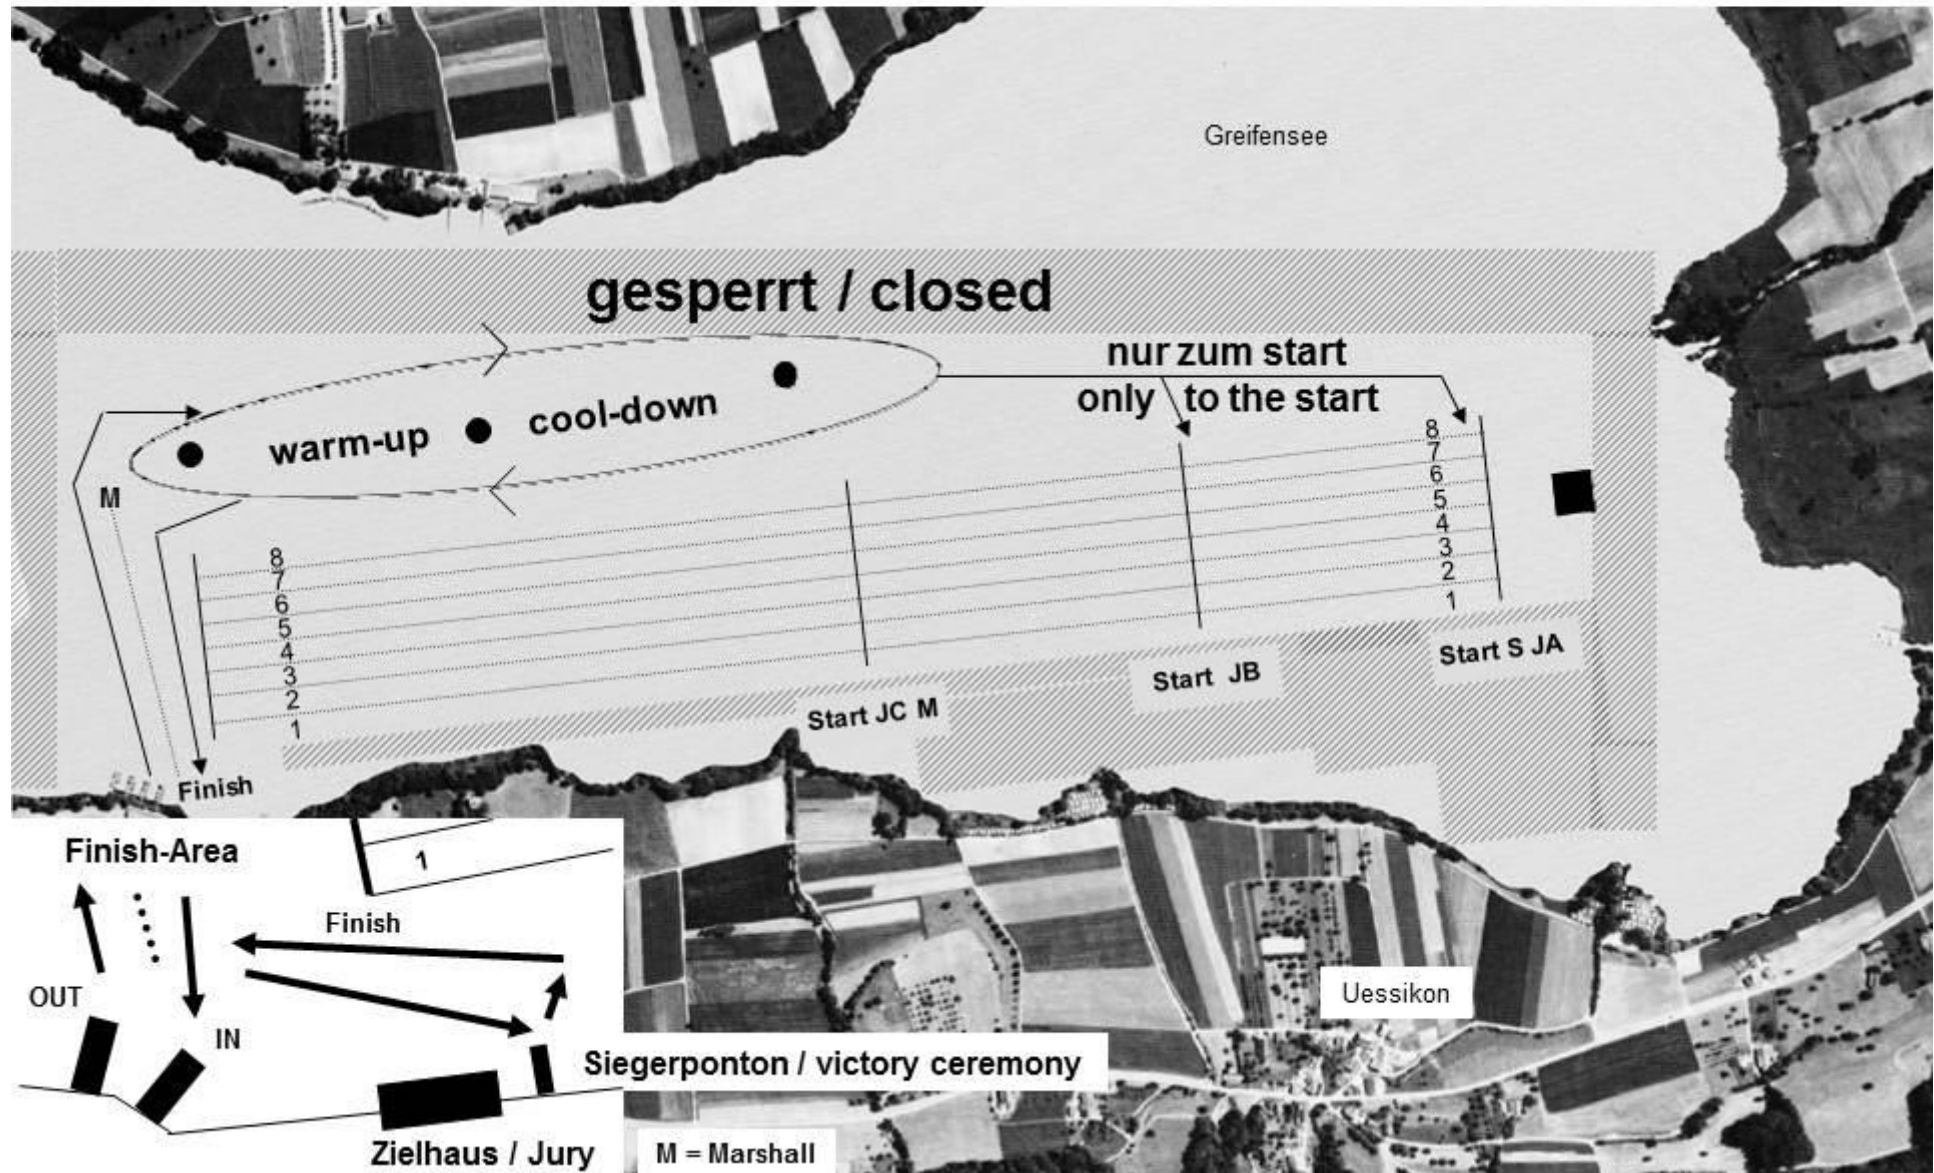 Greifensee
gesperrt / closed
nur zum start
only to the start
warm-up
cool-down
M
8
7
6
5
4
3
2
1
8
7
6
5
4
3
2
1
Start S JA
Start JB
Start JC M
Finish
Finish-Area
1
Finish
OUT
IN
Uessikon
Siegerponton / victory ceremony
Zielhaus / Jury
M = Marshall